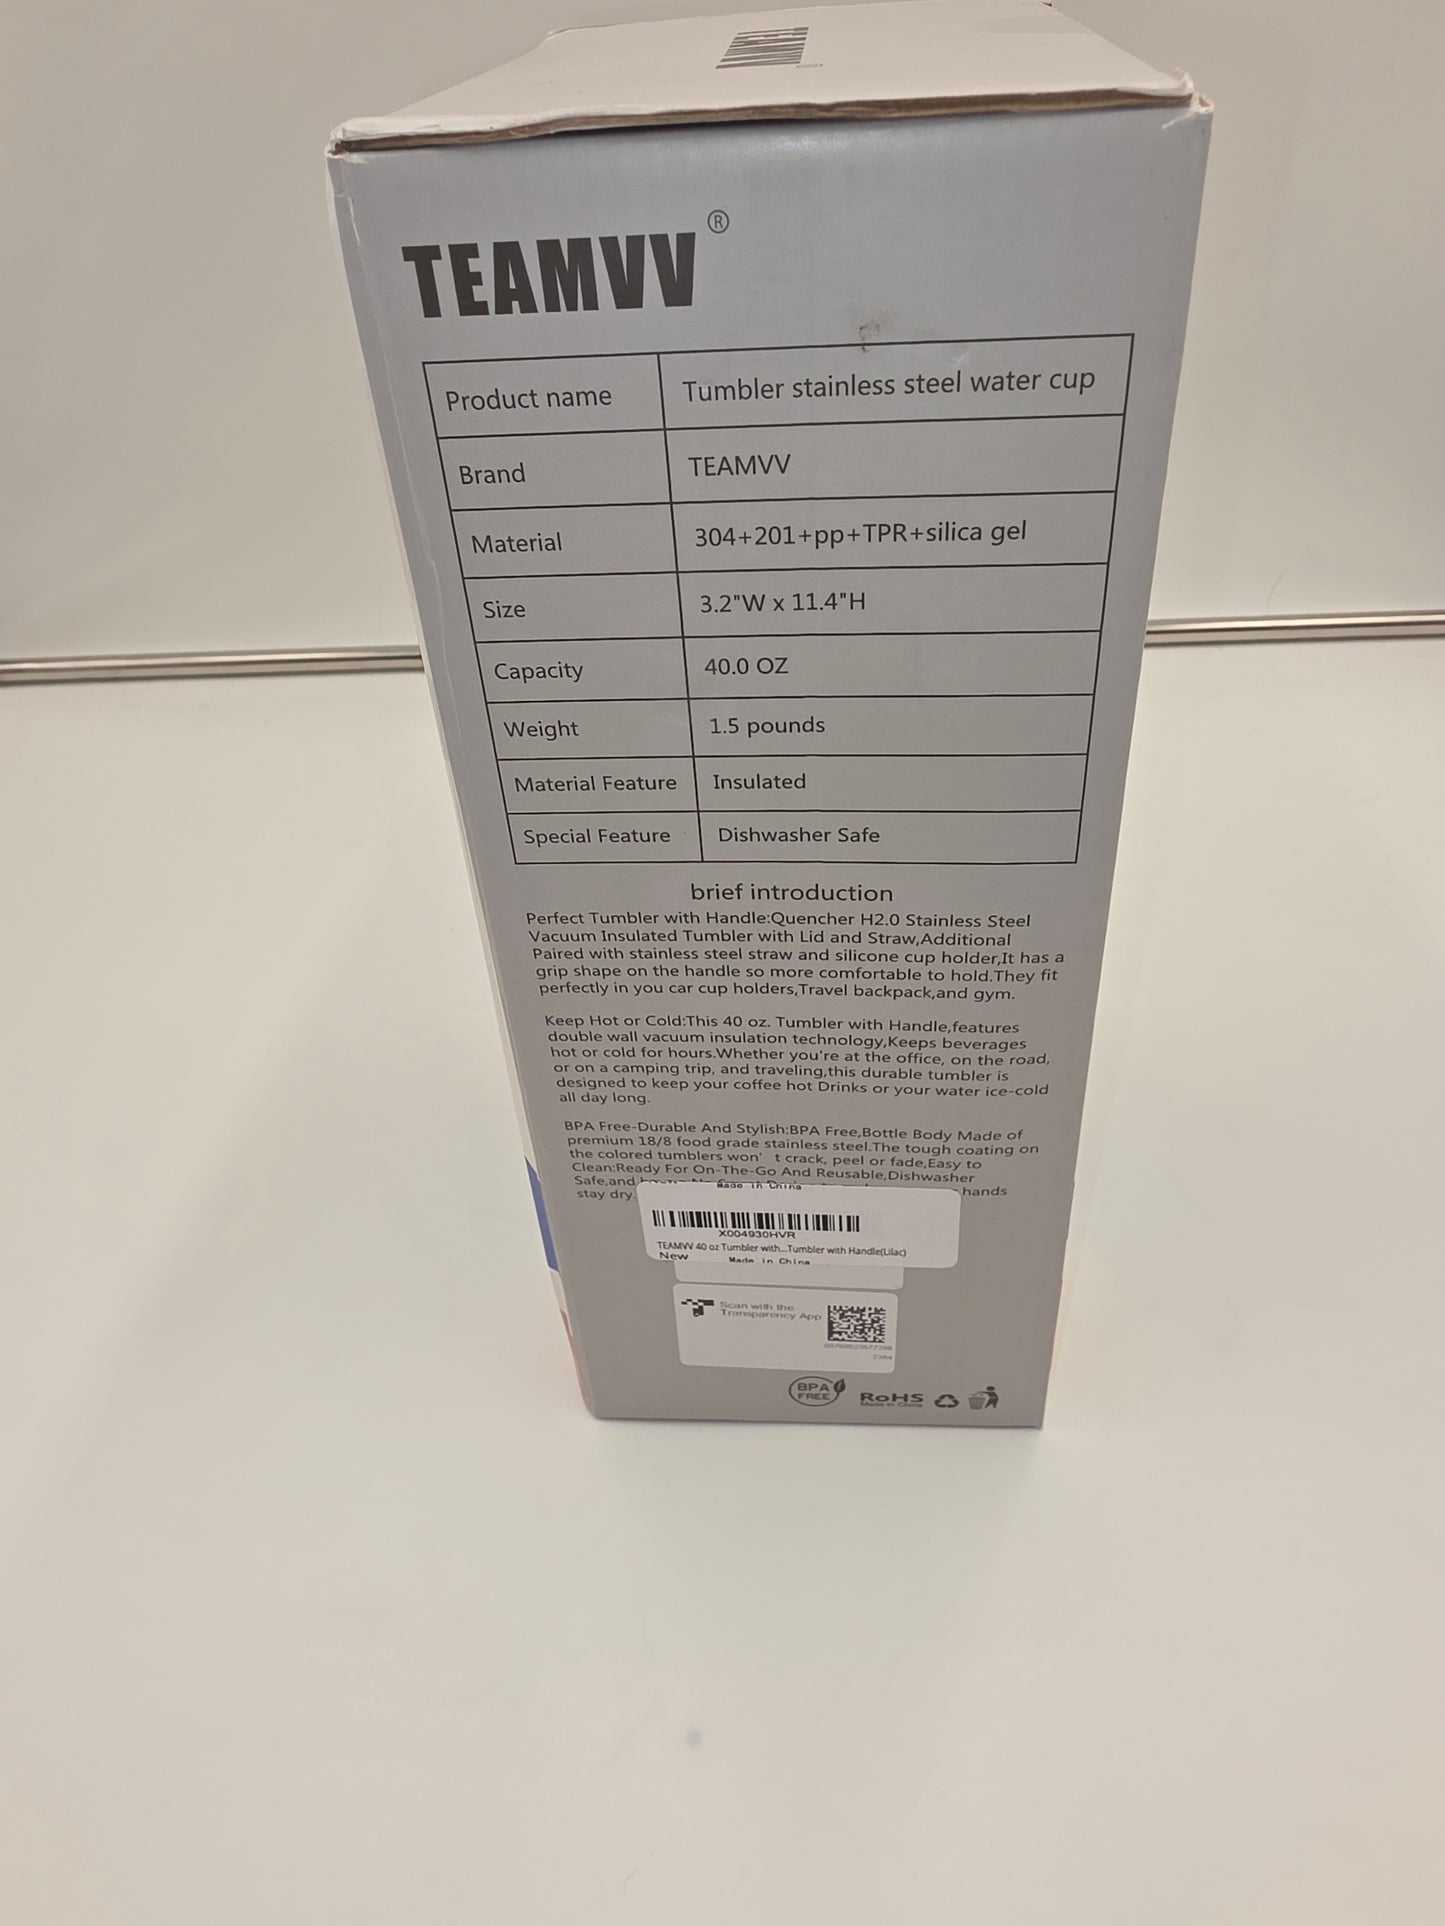 TEAMVV
TEAMVV®
Product name Tumbler stainless steel water cup
Brand TEAMVV
Material 304+201+pp+TPR+silica gel
Size 3.2"W x 11.4"H
Capacity 40.0 OZ
Weight 1.5 pounds
Material Feature Insulated
Special Feature Dishwasher Safe
brief introduction
Perfect Tumbler with Handle:Quencher H2.0 Stainless Steel
Vacuum Insulated Tumbler with Lid and Straw,Additional
Paired with stainless steel straw and silicone cup holder,It has a
grip shape on the handle so more comfortable to hold.They fit
perfectly in you car cup holders,Travel backpack,and gym.
Keep Hot or Cold:This 40 oz. Tumbler with Handle,features
double wall vacuum insulation technology,Keeps beverages
hot or cold for hours.Whether you're at the office, on the road,
or on a camping trip, and traveling,this durable tumbler is
designed to keep your coffee hot Drinks or your water ice-cold
all day long.
BPA Free-Durable And Stylish:BPA Free,Bottle Body Made of
premium 18/8 food grade stainless steel.The tough coating on
the colored tumblers won' t crack, peel or fade,Easy to
Clean:Ready For On-The-Go And Reusable,Dishwasher
Safe,and hands
stay dry.
Made in China
X004930HVR
TEAMVV 40 oz Tumbler with...Tumbler with Handle(Lilac)
New Made in China
Scan with the
Transparency App
2384
BPA
FREE
RoHS
Made in China